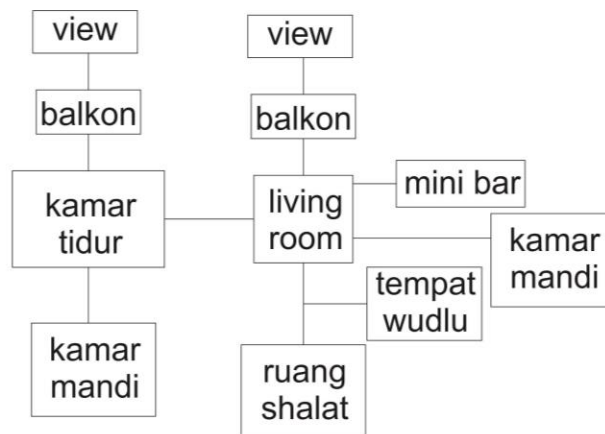 view
view
balkon
balkon
kamar
tidur
living
room
mini bar
kamar
mandi
tempat
wudlu
kamar
mandi
ruang
shalat